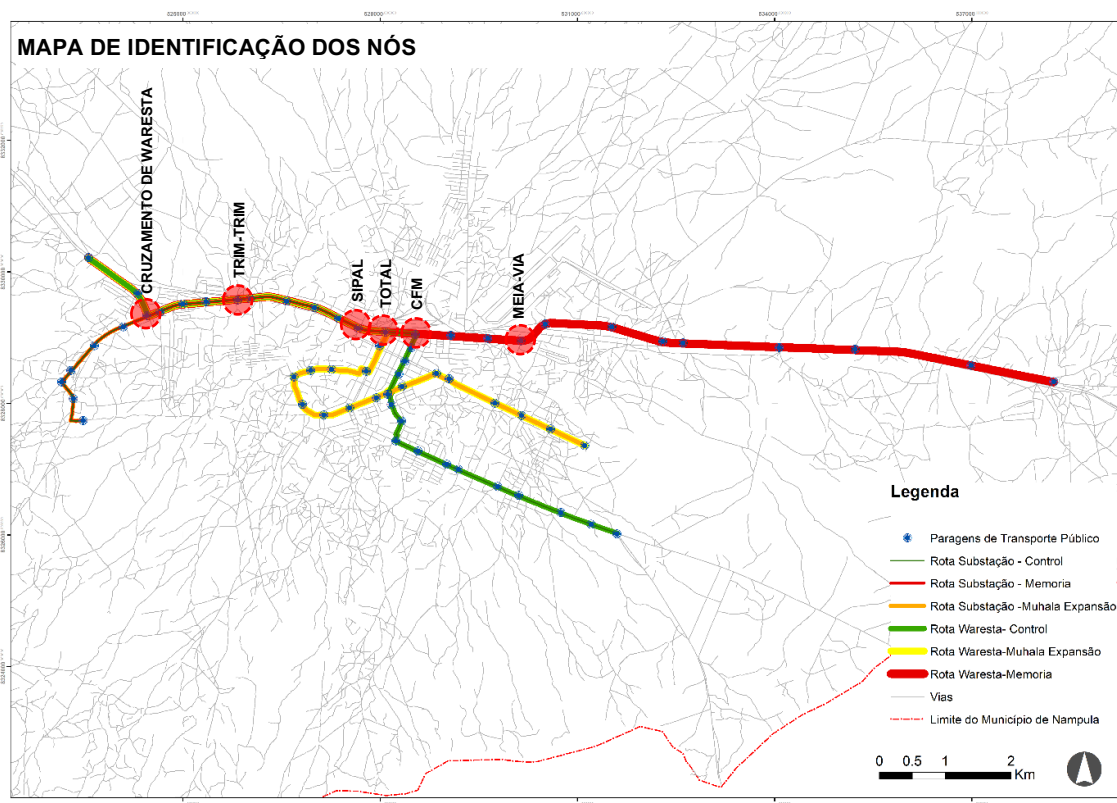 MAPA DE IDENTIFICAÇÃO DOS NÓS
CRUZAMENTO DE WARESTA
TRIM-TRIM
SIPAL
TOTAL
CFM
MEIA-VIA
Legenda
Paragens de Transporte Público
Rota Substação - Control
Rota Substação - Memoria
Rota Substação -Muhala Expansão
Rota Waresta- Control
Rota Waresta-Muhala Expansão
Rota Waresta-Memoria
Vias
Limite do Município de Nampula
0 0.5 1 2
Km